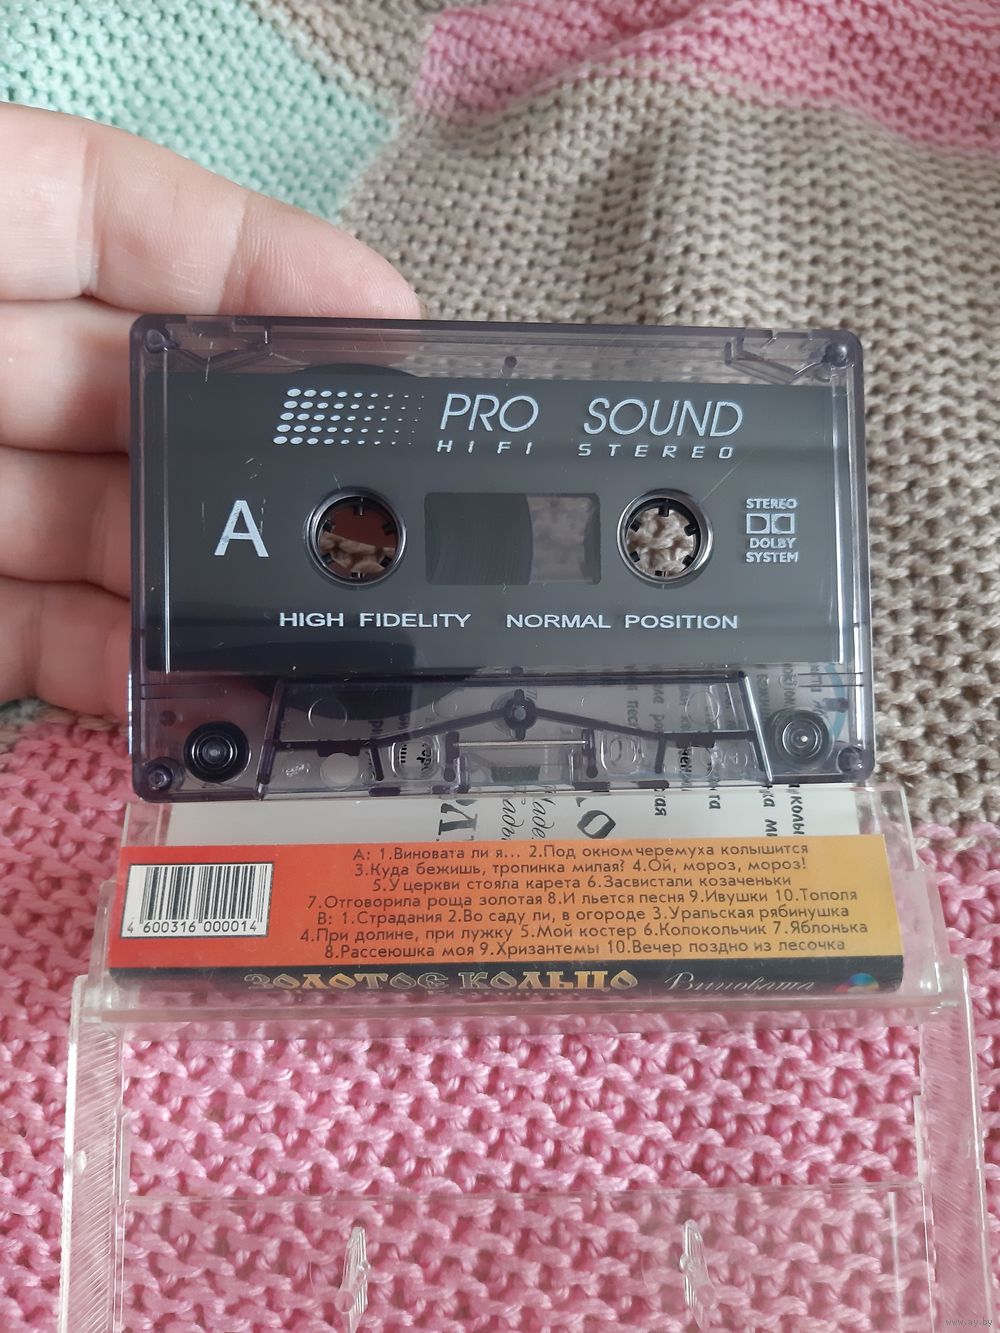 PRO SOUND
HIFI STEREO
A
STEREO
DOLBY
SYSTEM
HIGH FIDELITY NORMAL POSITION
А: 1.Виновата ли я... 2.Под окном черемуха колышится
3.Куда бежишь, тропинка милая? 4.Ой, мороз, мороз!
5.У церкви стояла карета 6.Засвистали козаченьки
7.Отговорила роща золотая 8.И льется песня 9.Ивушки 10.Тополя
В: 1.Страдания 2.Во саду ли, в огороде 3.Уральская рябинушка
4.При долине, при лужку 5.Мой костер 6.Колокольчик 7.Яблонька
8.Рассеюшка моя 9.Хризантемы 10.Вечер поздно из лесочка
4 600316 000014
ЗОЛОТОЕ КОЛЬЦО Виновата
www.ay.by